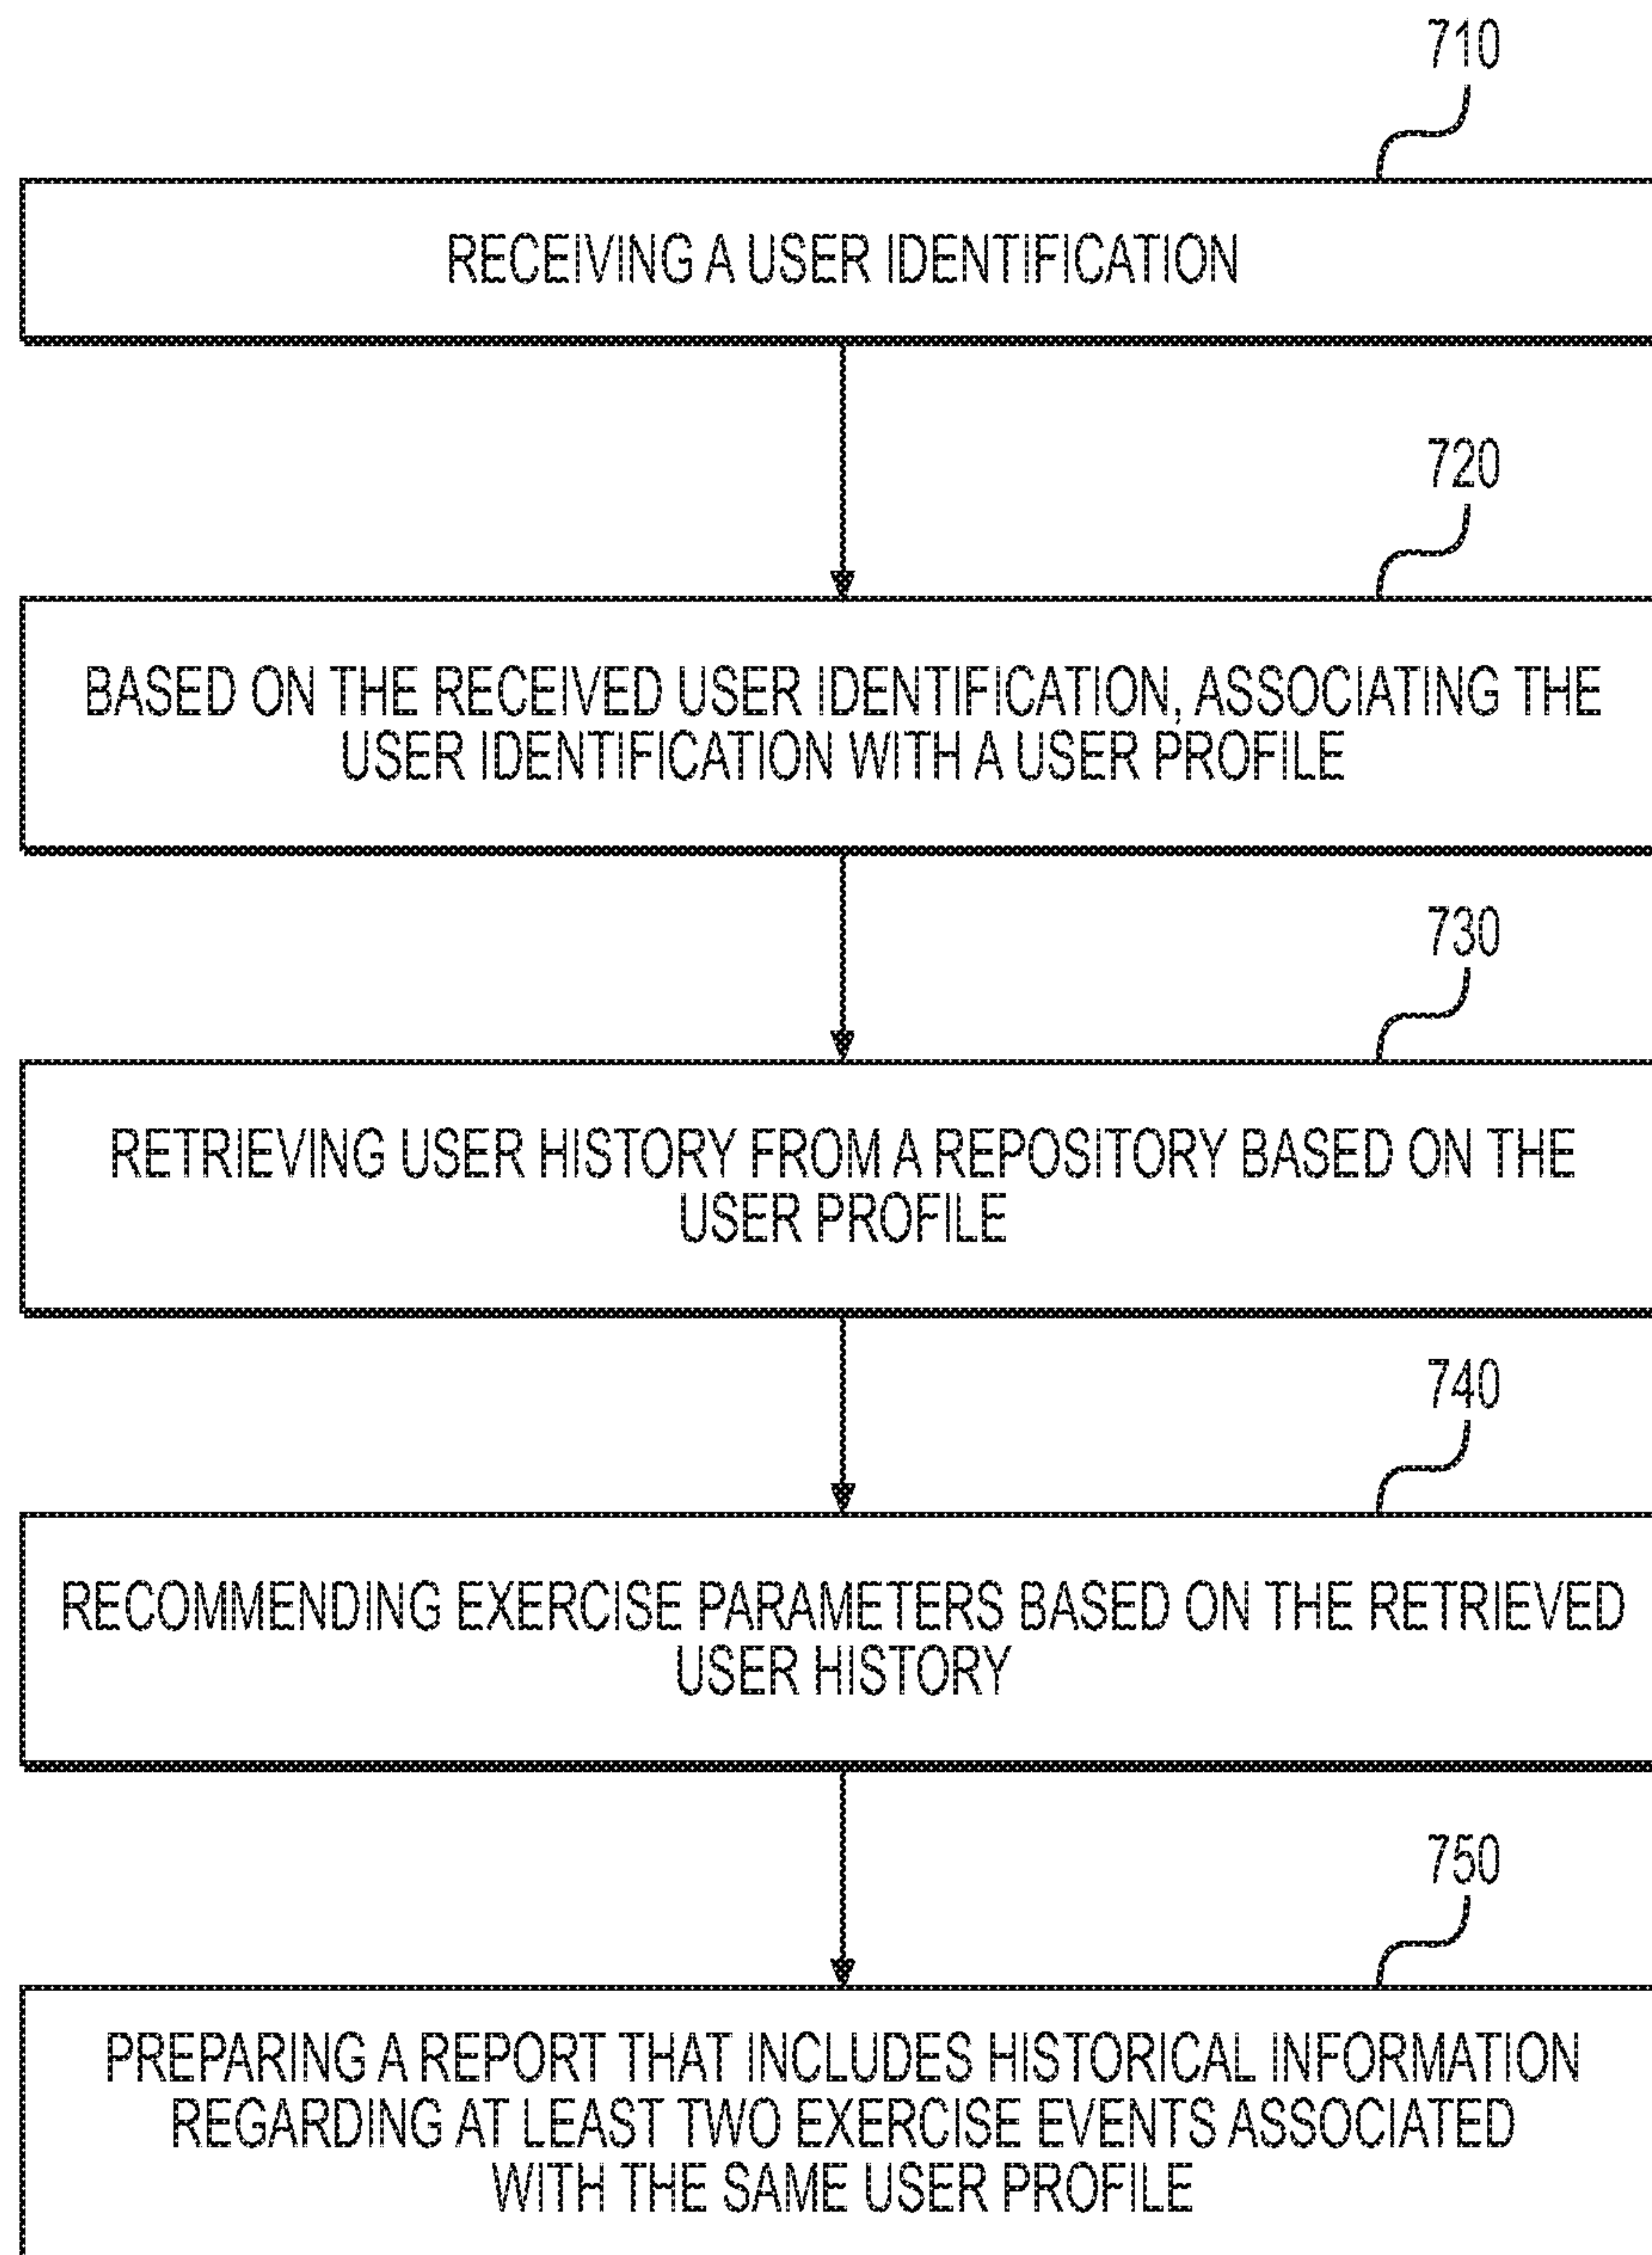 710
RECEIVING A USER IDENTIFICATION
720
BASED ON THE RECEIVED USER IDENTIFICATION, ASSOCIATING THE
USER IDENTIFICATION WITH A USER PROFILE
730
RETRIEVING USER HISTORY FROM A REPOSITORY BASED ON THE
USER PROFILE
740
RECOMMENDING EXERCISE PARAMETERS BASED ON THE RETRIEVED
USER HISTORY
750
PREPARING A REPORT THAT INCLUDES HISTORICAL INFORMATION
REGARDING AT LEAST TWO EXERCISE EVENTS ASSOCIATED
WITH THE SAME USER PROFILE